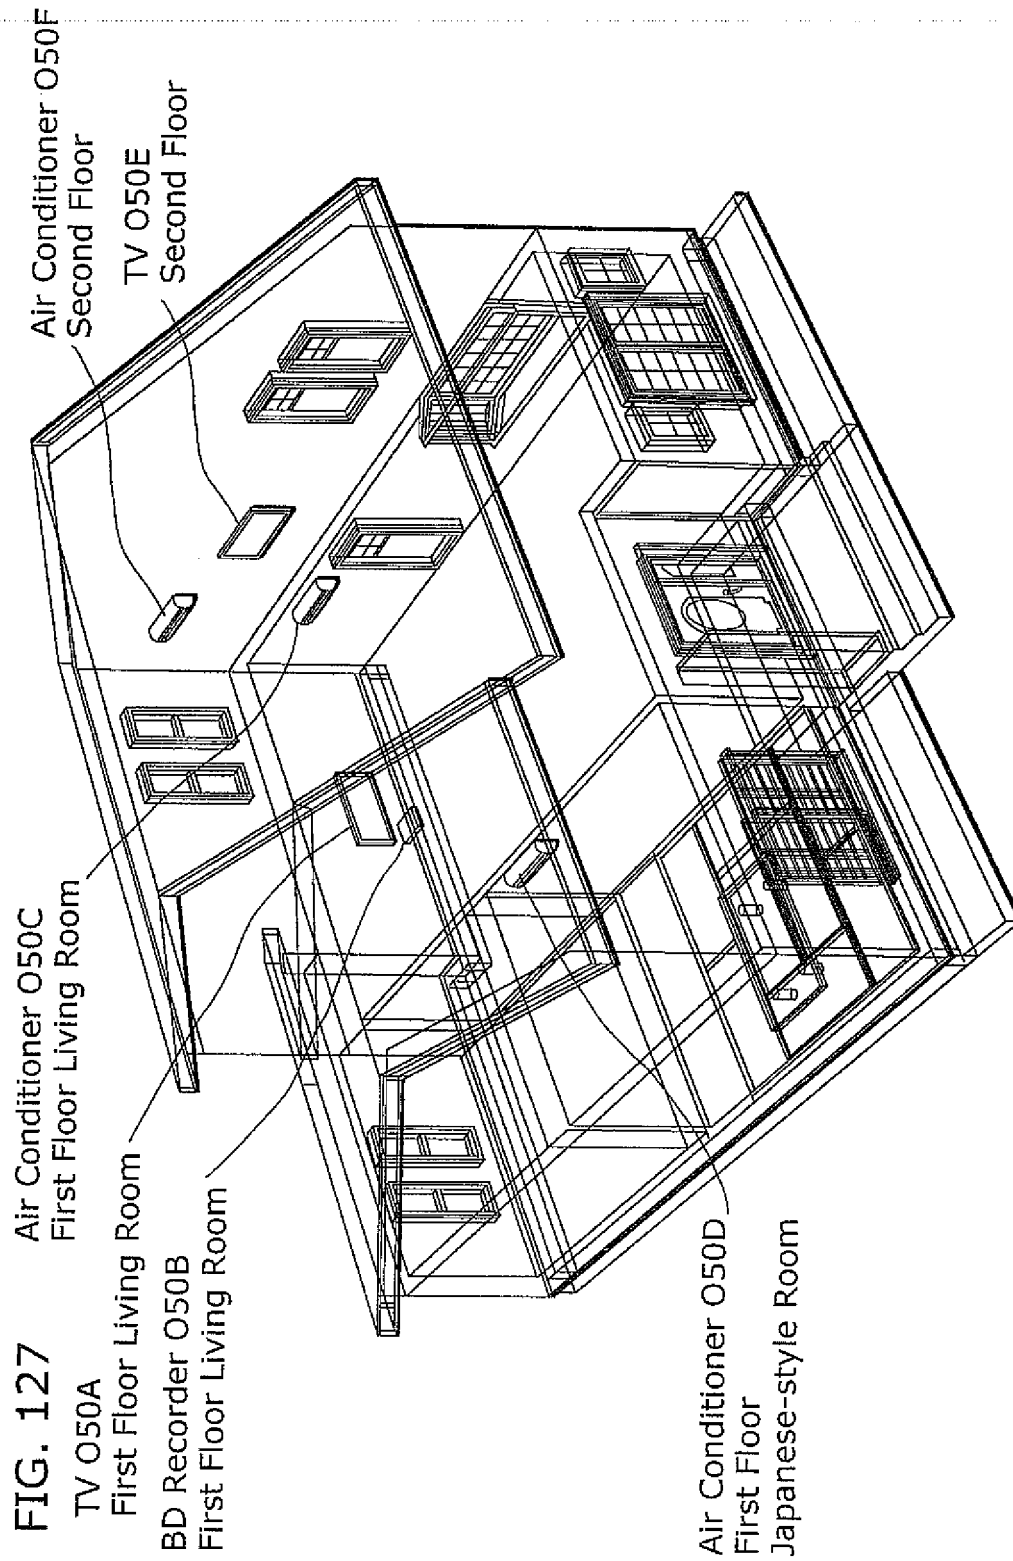 FIG. 127
TV O50A
First Floor Living Room
BD Recorder O50B
First Floor Living Room
Air Conditioner O50C
First Floor Living Room
Air Conditioner O50F
Second Floor
TV O50E
Second Floor
Air Conditioner O50D
First Floor
Japanese-style Room